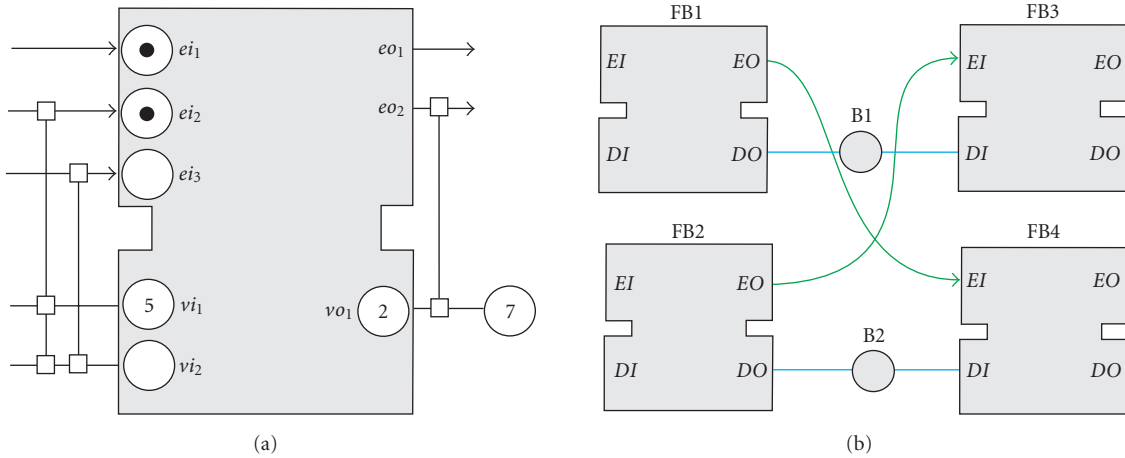 ei1
eo1
ei2
eo2
ei3
5
vi1
vo1
2
7
vi2
(a)
FB1
FB3
EI
EO
EI
EO
B1
DI
DO
DI
DO
FB2
FB4
EI
EO
EI
EO
B2
DI
DO
DI
DO
(b)